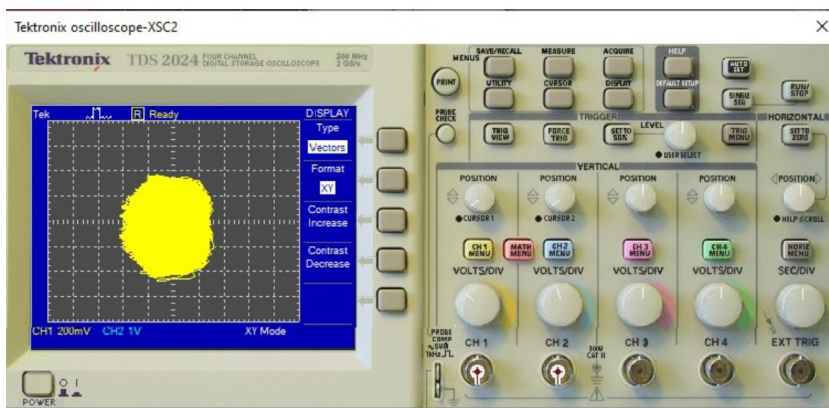 Tektronix oscilloscope-XSC2
Tektronix TDS 2024 FOUR CHANNEL DIGITAL STORAGE OSCILLOSCOPE 200 MHz 2 GS/s
Tek R Ready DISPLAY
Type
Vectors
Format
XY
Contrast
Increase
Contrast
Decrease
CH1 200mV CH2 1V XY Mode
POWER
MENUS SAVE/RECALL MEASURE ACQUIRE HELP
PRINT UTILITY CURSOR DISPLAY DEFAULT SETUP
AUTO SET
SINGLE SEQ
RUN/STOP
PROBE CHECK
TRIGGER
TRIG VIEW
FORCE TRIG
SET TO 50%
LEVEL
USER SELECT
TRIG MENU
HORIZONTAL
SET TO ZERO
VERTICAL
POSITION POSITION POSITION POSITION POSITION
CURSOR 1 CURSOR 2 HELP SCROLL
CH 1 MENU
MATH MENU
CH 2 MENU
CH 3 MENU
CH 4 MENU
HORIZ MENU
VOLTS/DIV VOLTS/DIV VOLTS/DIV VOLTS/DIV SEC/DIV
PROBE COMP
1kHz
CH 1 CH 2 CH 3 CH 4 EXT TRIG
300V CAT II